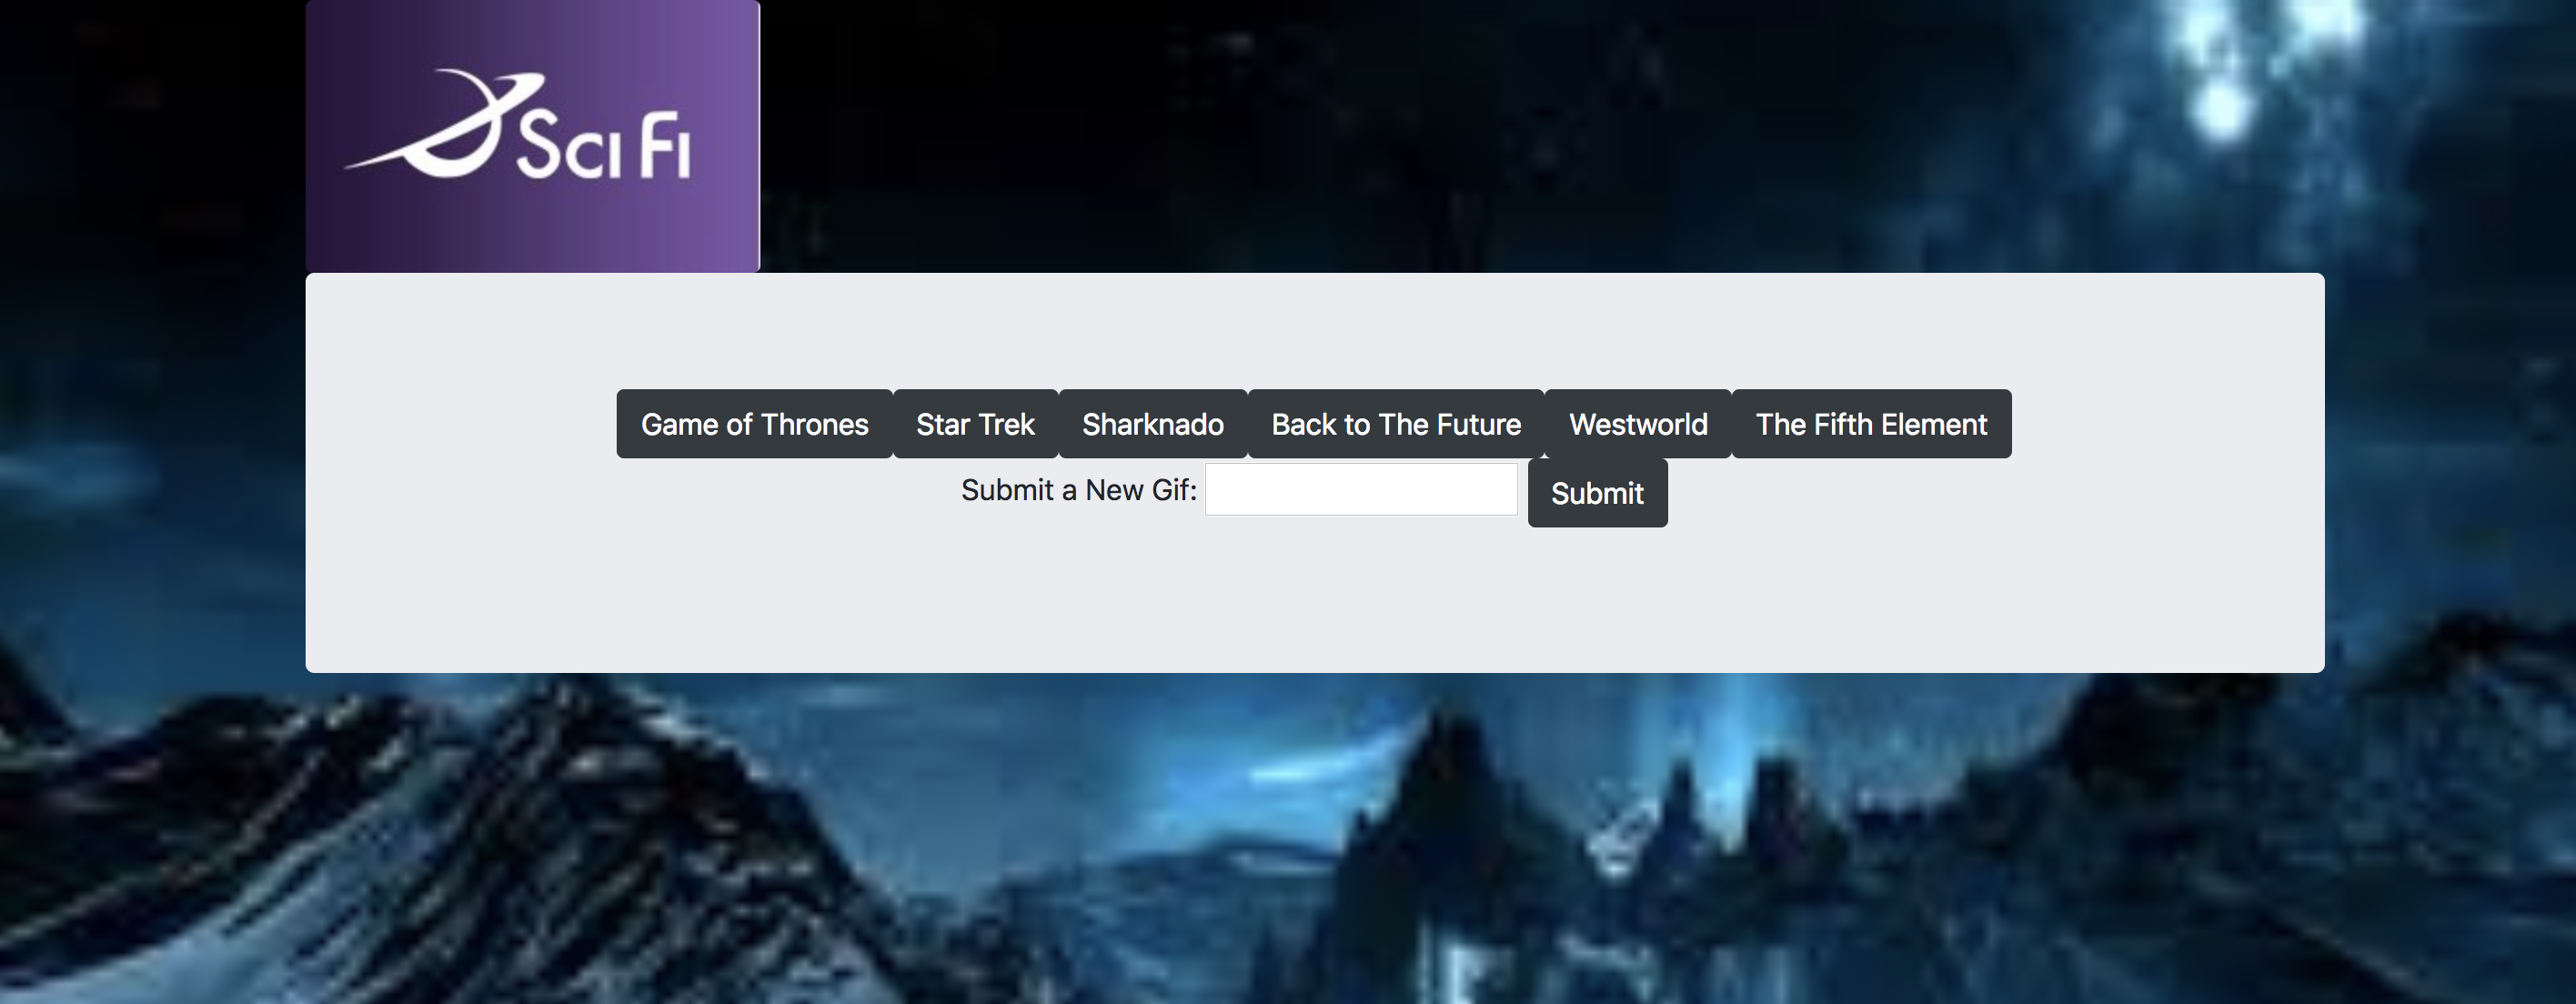 Sci Fi
Game of Thrones Star Trek Sharknado Back to The Future Westworld The Fifth Element
Submit a New Gif: Submit